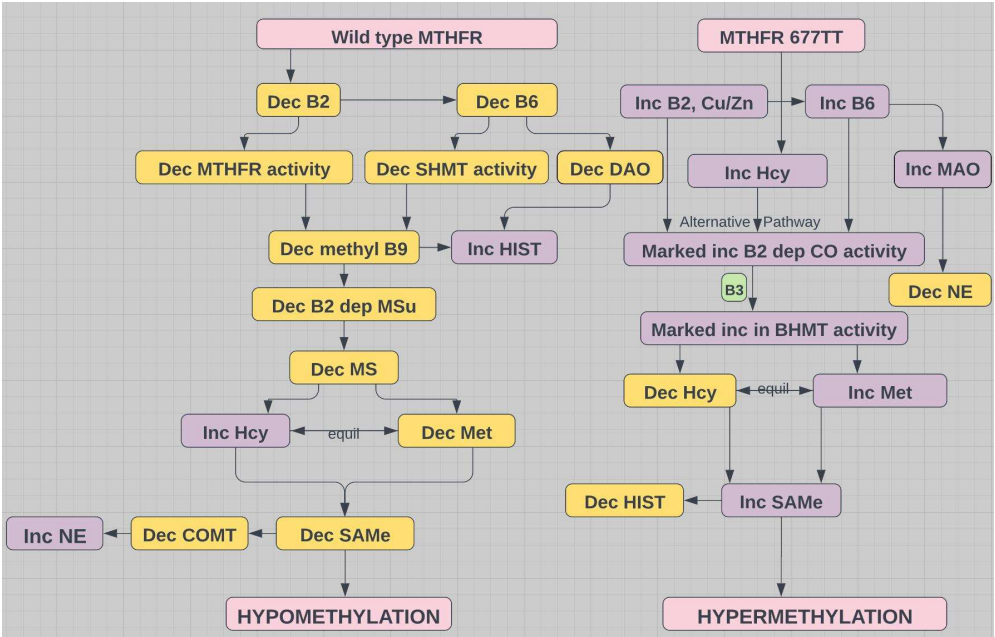 Wild type MTHFR
MTHFR 677TT
Dec B2
Dec B6
Inc B2, Cu/Zn
Inc B6
Dec MTHFR activity
Dec SHMT activity
Dec DAO
Inc Hcy
Inc MAO
Alternative Pathway
Dec methyl B9
Inc HIST
Marked inc B2 dep CO activity
B3
Dec NE
Dec B2 dep MSu
Marked inc in BHMT activity
Dec MS
Dec Hcy
equil
Inc Met
Inc Hcy
equil
Dec Met
Dec HIST
Inc SAMe
Inc NE
Dec COMT
Dec SAMe
HYPOMETHYLATION
HYPERMETHYLATION